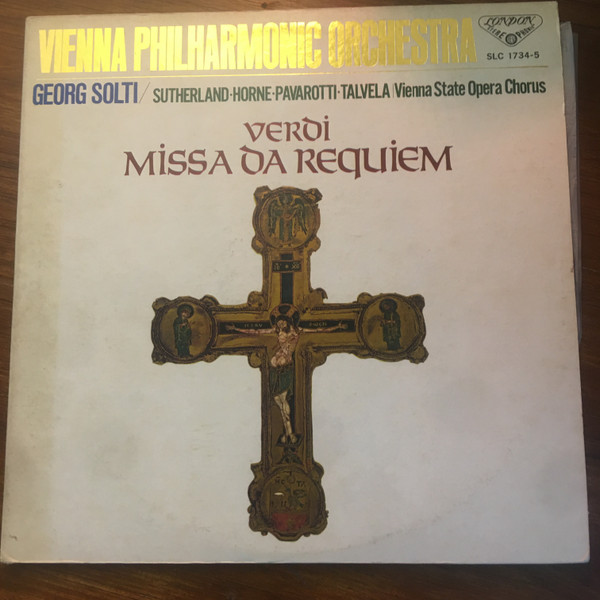 VIENNA PHILHARMONIC ORCHESTRA
LONDON
SLC 1734-5
GEORG SOLTI/ SUTHERLAND·HORNE·PAVAROTTI·TALVELA/Vienna State Opera Chorus
VERDI
MISSA DA REQUIEM